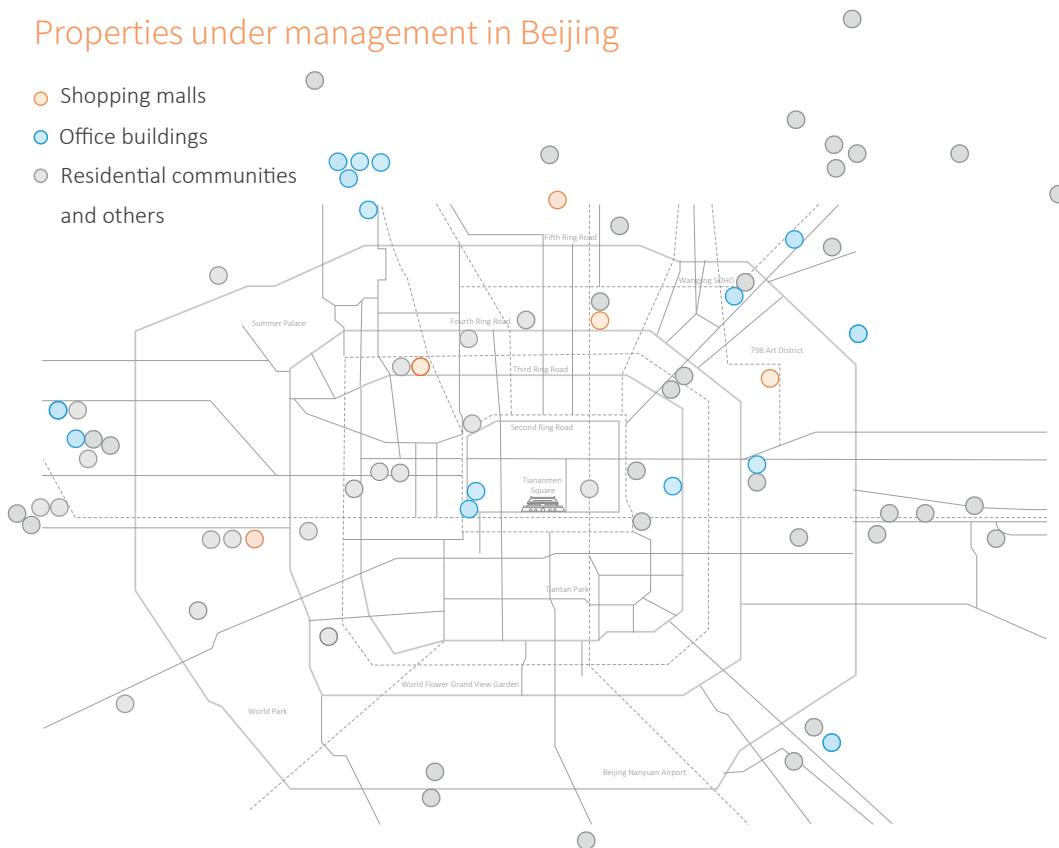 Properties under management in Beijing
Shopping malls
Office buildings
Residential communities
and others
Fifth Ring Road
Wangjing SOHO
Summer Palace
Fourth Ring Road
798 Art District
Third Ring Road
Second Ring Road
Tiananmen
Square
Tiantan Park
World Flower Grand View Garden
World Park
Beijing Nanyuan Airport